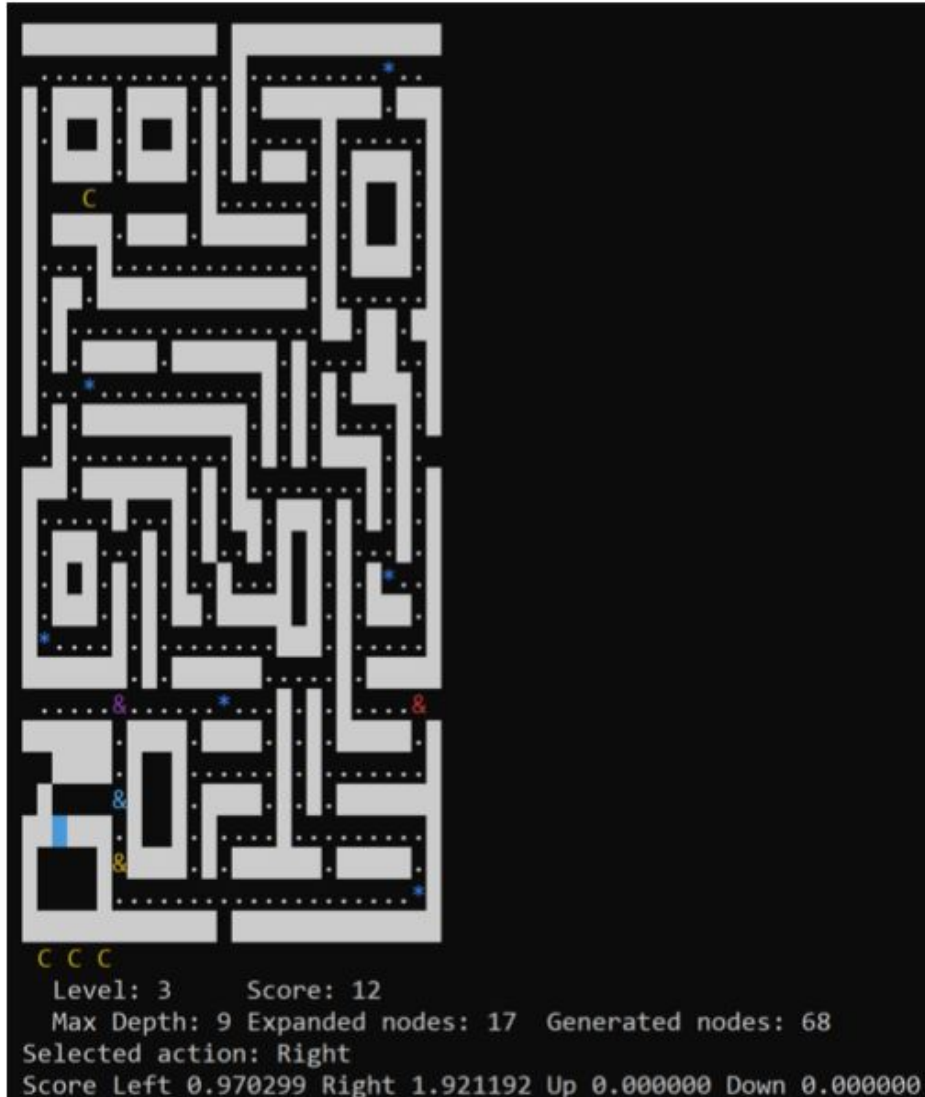 C
&
&
&
&
C C C
Level: 3 Score: 12
Max Depth: 9 Expanded nodes: 17 Generated nodes: 68
Selected action: Right
Score Left 0.970299 Right 1.921192 Up 0.000000 Down 0.000000